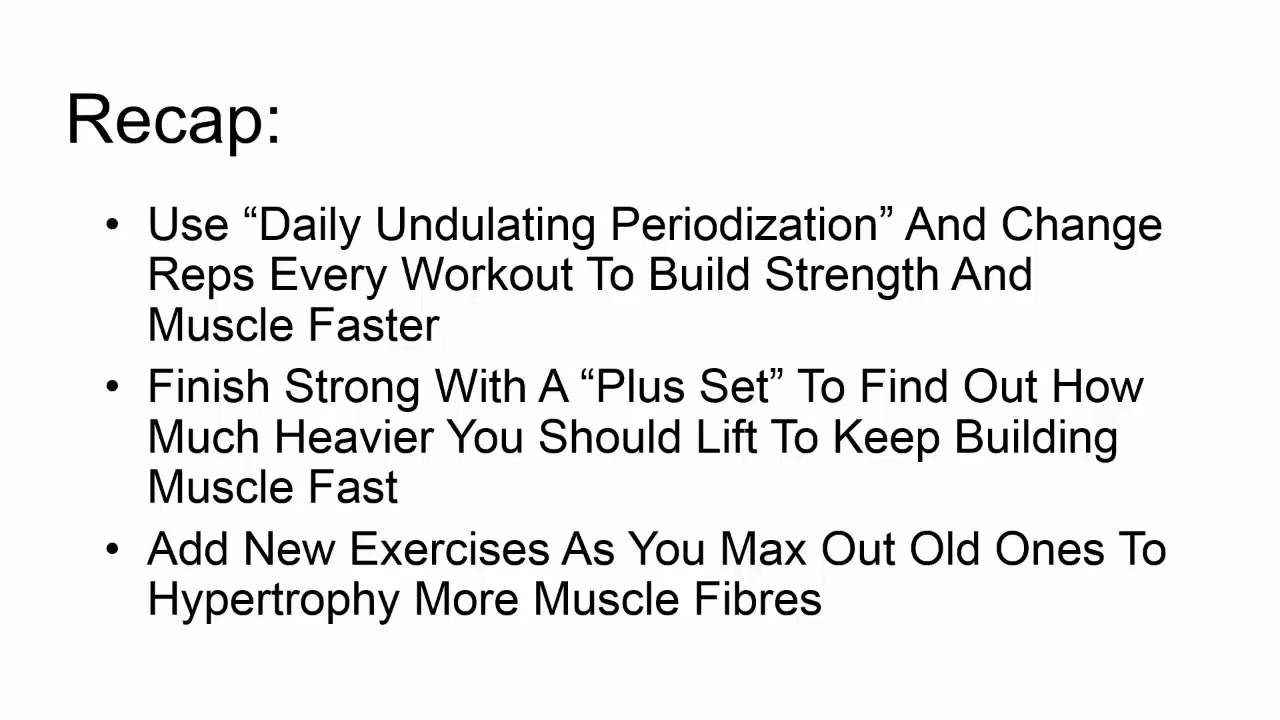 Recap:
• Use “Daily Undulating Periodization” And Change
Reps Every Workout To Build Strength And
Muscle Faster
• Finish Strong With A “Plus Set” To Find Out How
Much Heavier You Should Lift To Keep Building
Muscle Fast
• Add New Exercises As You Max Out Old Ones To
Hypertrophy More Muscle Fibres